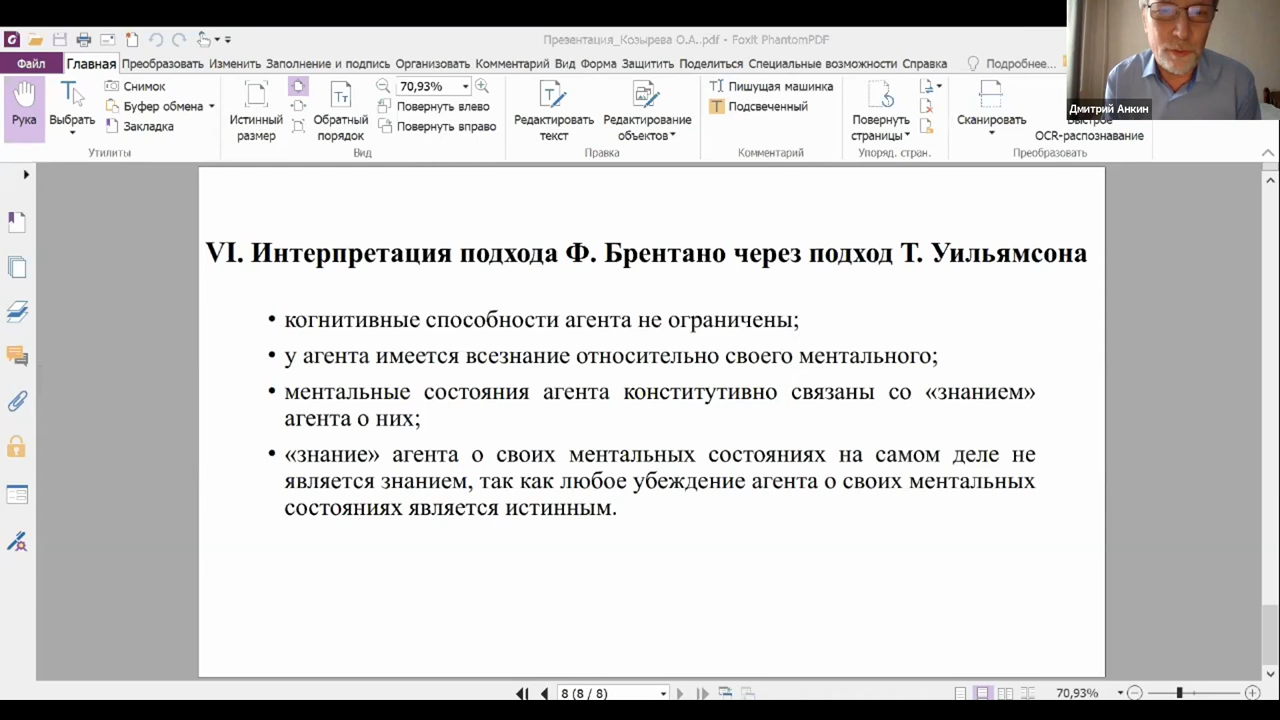 Презентация_Козырева О.А..pdf - Foxit PhantomPDF
Файл Главная Преобразовать Изменить Заполнение и подпись Организовать Комментарий Вид Форма Защитить Поделиться Специальные возможности Справка Подробнее...
Рука
Выбрать
Снимок
Буфер обмена
Закладка
Утилиты
Истинный размер
Обратный порядок
70,93%
Повернуть влево
Повернуть вправо
Вид
Редактировать текст
Редактирование объектов
Правка
Пишущая машинка
Подсвеченный
Комментарий
Повернуть страницы
Упоряд. стран.
Сканировать
Быстрое
OCR-распознавание
Преобразовать
Дмитрий Анкин
VI. Интерпретация подхода Ф. Брентано через подход Т. Уильямсона
• когнитивные способности агента не ограничены;
• у агента имеется всезнание относительно своего ментального;
• ментальные состояния агента конститутивно связаны со «знанием»
агента о них;
• «знание» агента о своих ментальных состояниях на самом деле не
является знанием, так как любое убеждение агента о своих ментальных
состояниях является истинным.
8 (8 / 8)
70,93%